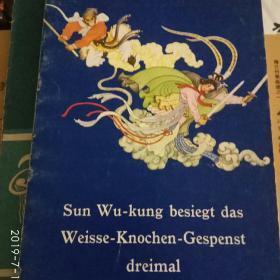 Sun Wu-kung besiegt das
Weisse-Knochen-Gespenst
dreimal
2019-7-1